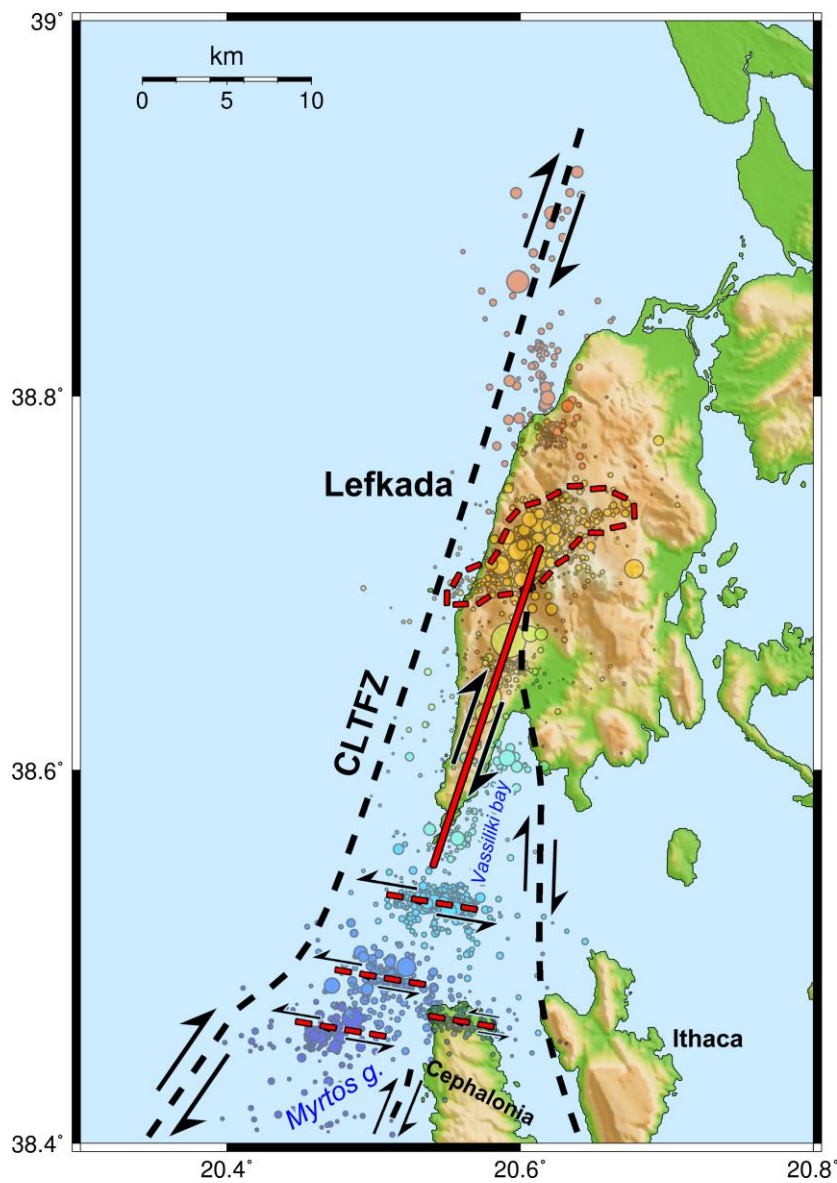 39°
km
0 5 10
38.8°
Lefkada
CLTFZ
38.6°
Vassiliki bay
Ithaca
Cephalonia
Myrtos g.
38.4°
20.4° 20.6° 20.8°